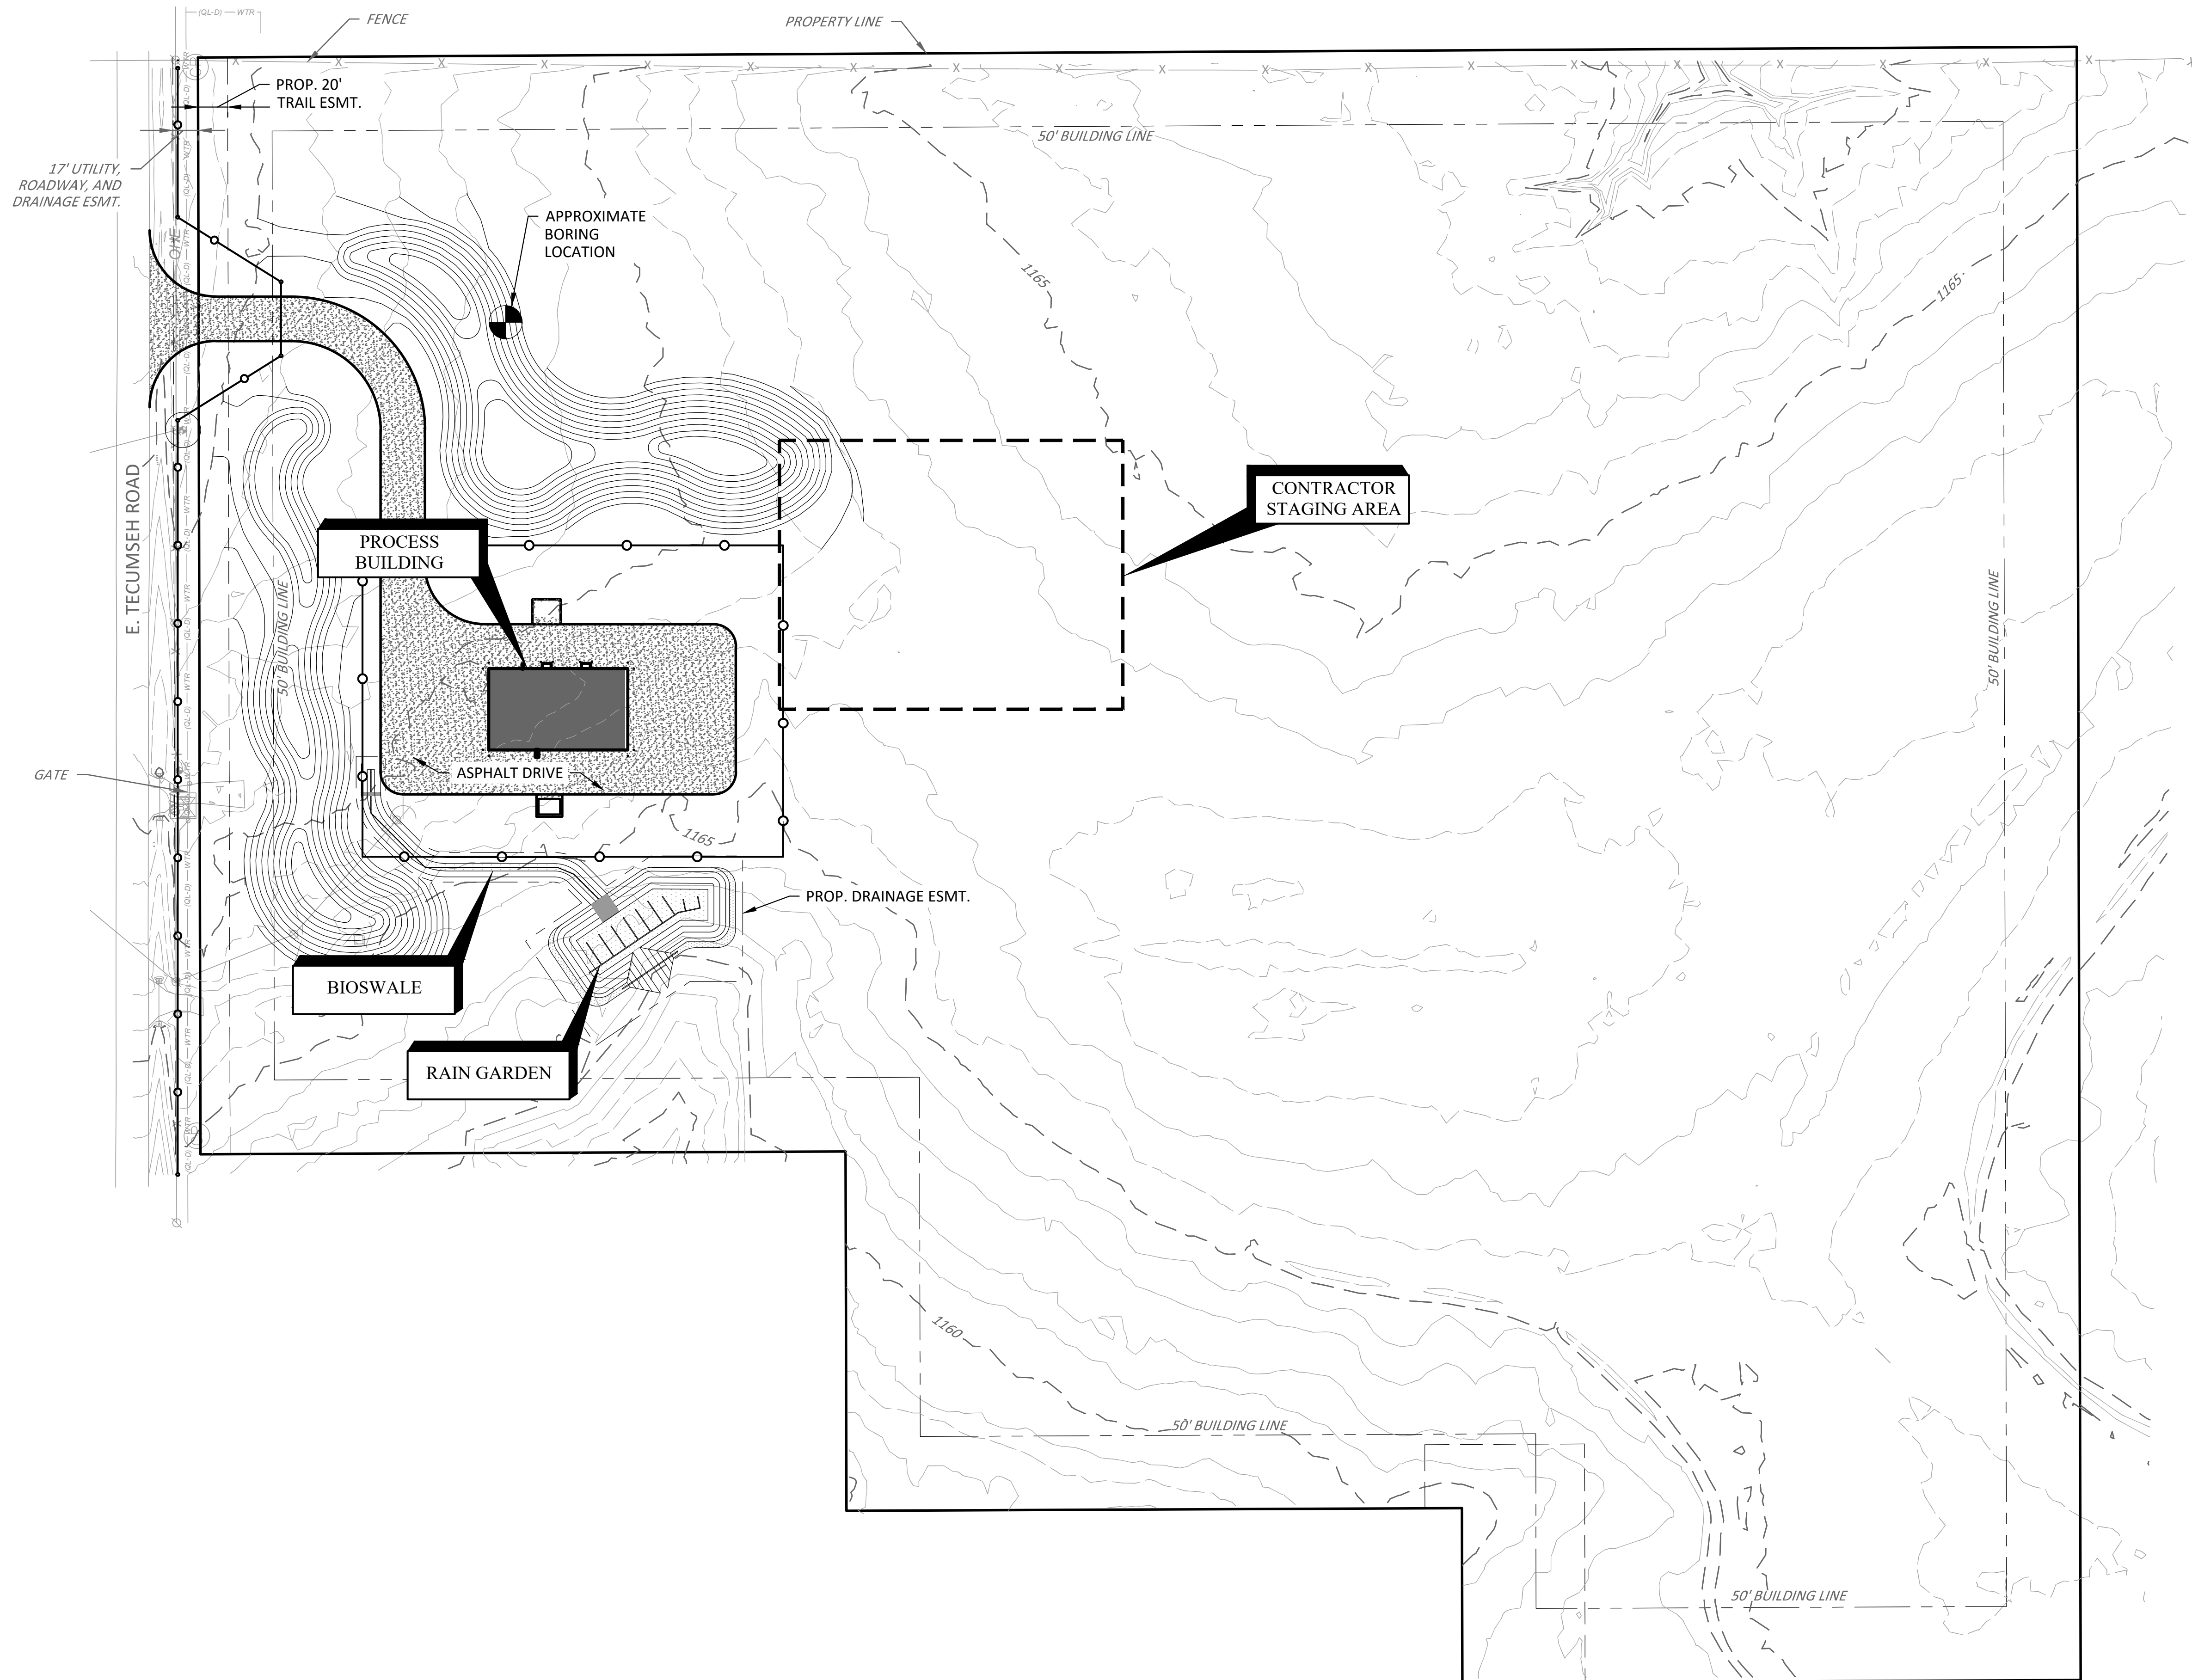 (QL-D) WTR
FENCE
PROPERTY LINE
PROP. 20'
TRAIL ESMT.
50' BUILDING LINE
17' UTILITY,
ROADWAY, AND
DRAINAGE ESMT.
APPROXIMATE
BORING
LOCATION
OHE
1165
1165
E. TECUMSEH ROAD
CONTRACTOR
STAGING AREA
PROCESS
BUILDING
50' BUILDING LINE
50' BUILDING LINE
GATE
ASPHALT DRIVE
1165
PROP. DRAINAGE ESMT.
BIOSWALE
RAIN GARDEN
1160
50' BUILDING LINE
50' BUILDING LINE